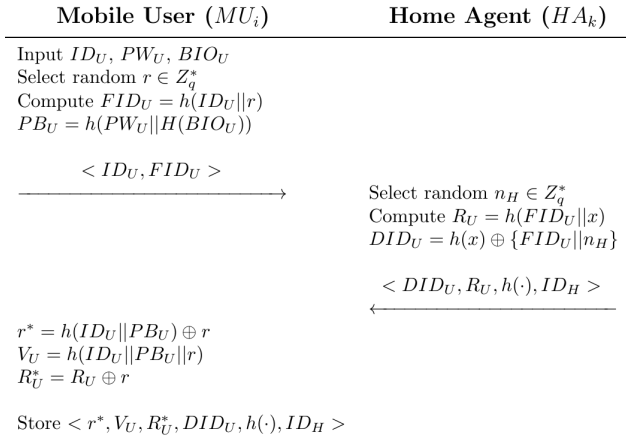 Mobile User (MU_i)
Home Agent (HA_k)
Input ID_U, PW_U, BIO_U
Select random r ∈ Z_q^*
Compute FID_U = h(ID_U||r)
PB_U = h(PW_U||H(BIO_U))
< ID_U, FID_U >
Select random n_H ∈ Z_q^*
Compute R_U = h(FID_U||x)
DID_U = h(x) ⊕ {FID_U||n_H}
< DID_U, R_U, h(·), ID_H >
r^* = h(ID_U||PB_U) ⊕ r
V_U = h(ID_U||PB_U||r)
R_U^* = R_U ⊕ r
Store < r^*, V_U, R_U^*, DID_U, h(·), ID_H >